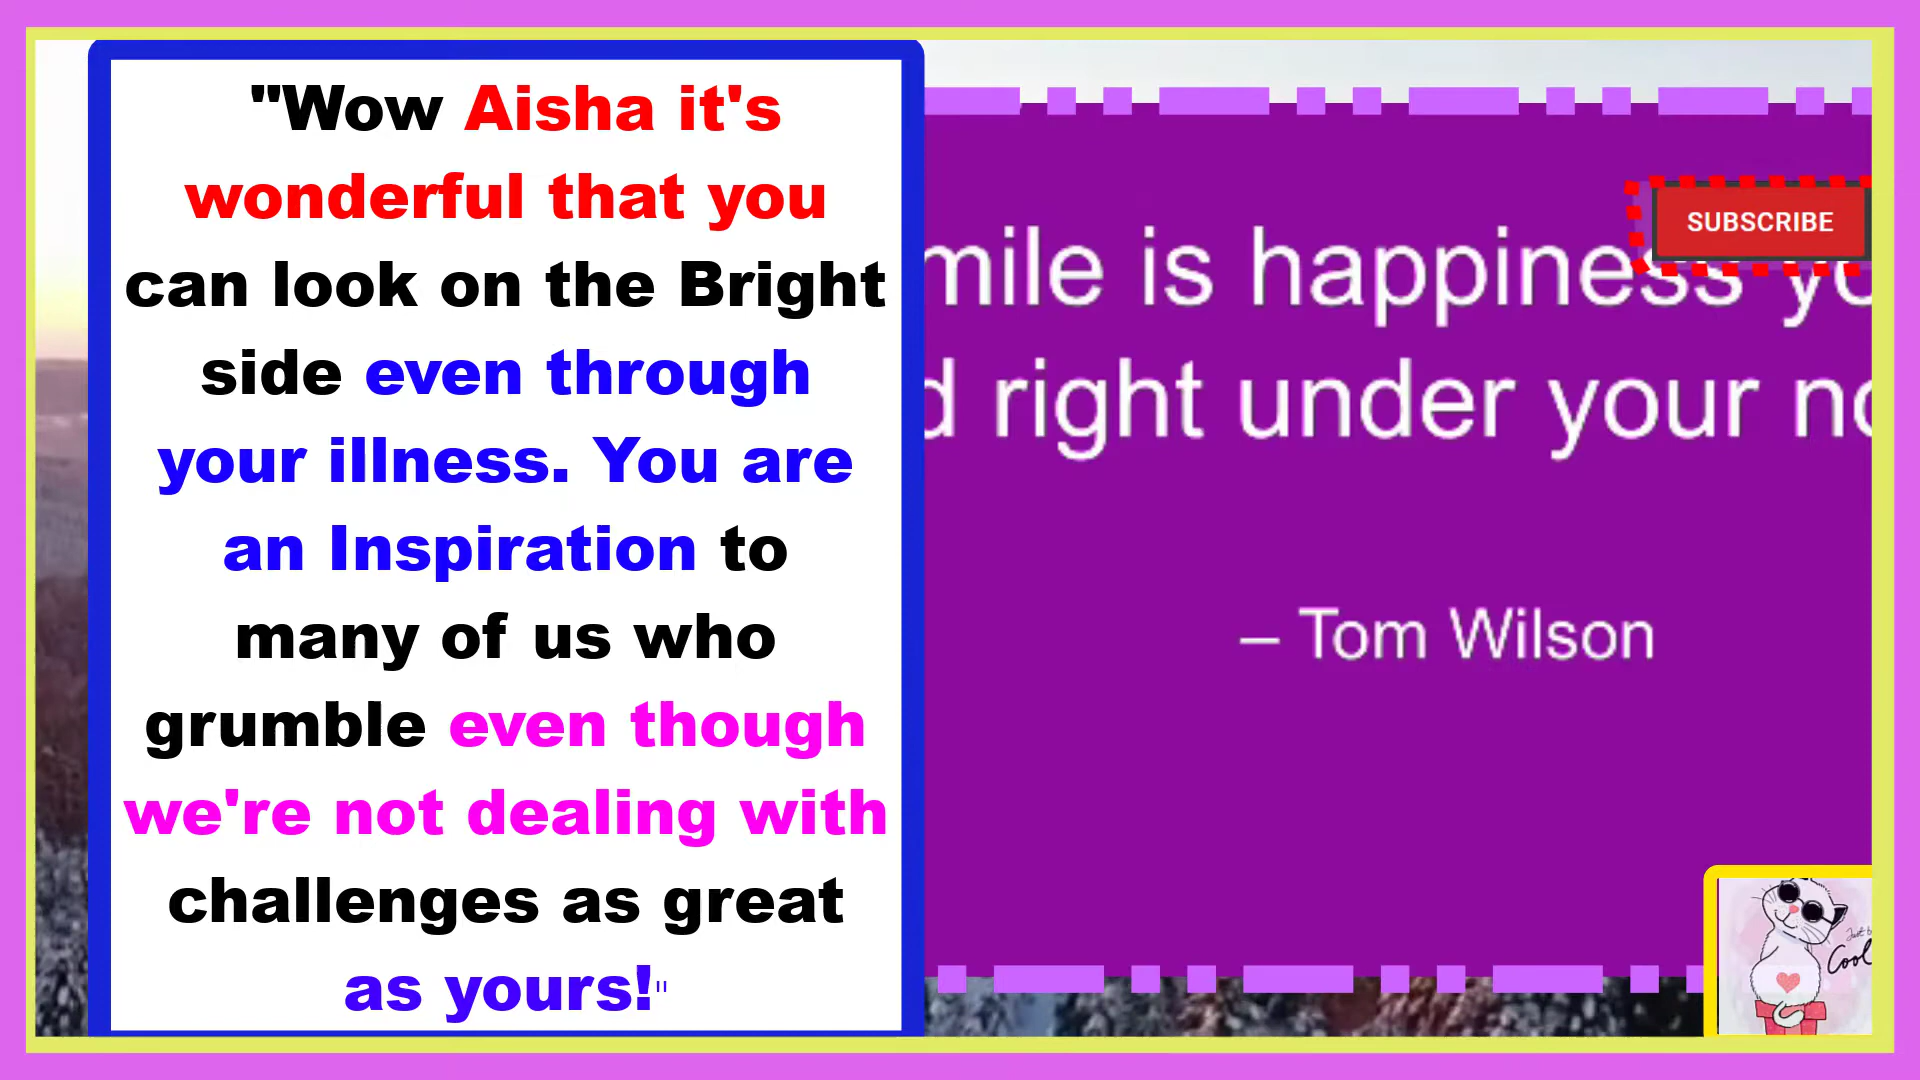 "Wow Aisha it's
wonderful that you
can look on the Bright
side even through
your illness. You are
an Inspiration to
many of us who
grumble even though
we're not dealing with
challenges as great
as yours!"
mile is happiness
right under your
– Tom Wilson
SUBSCRIBE
Cool